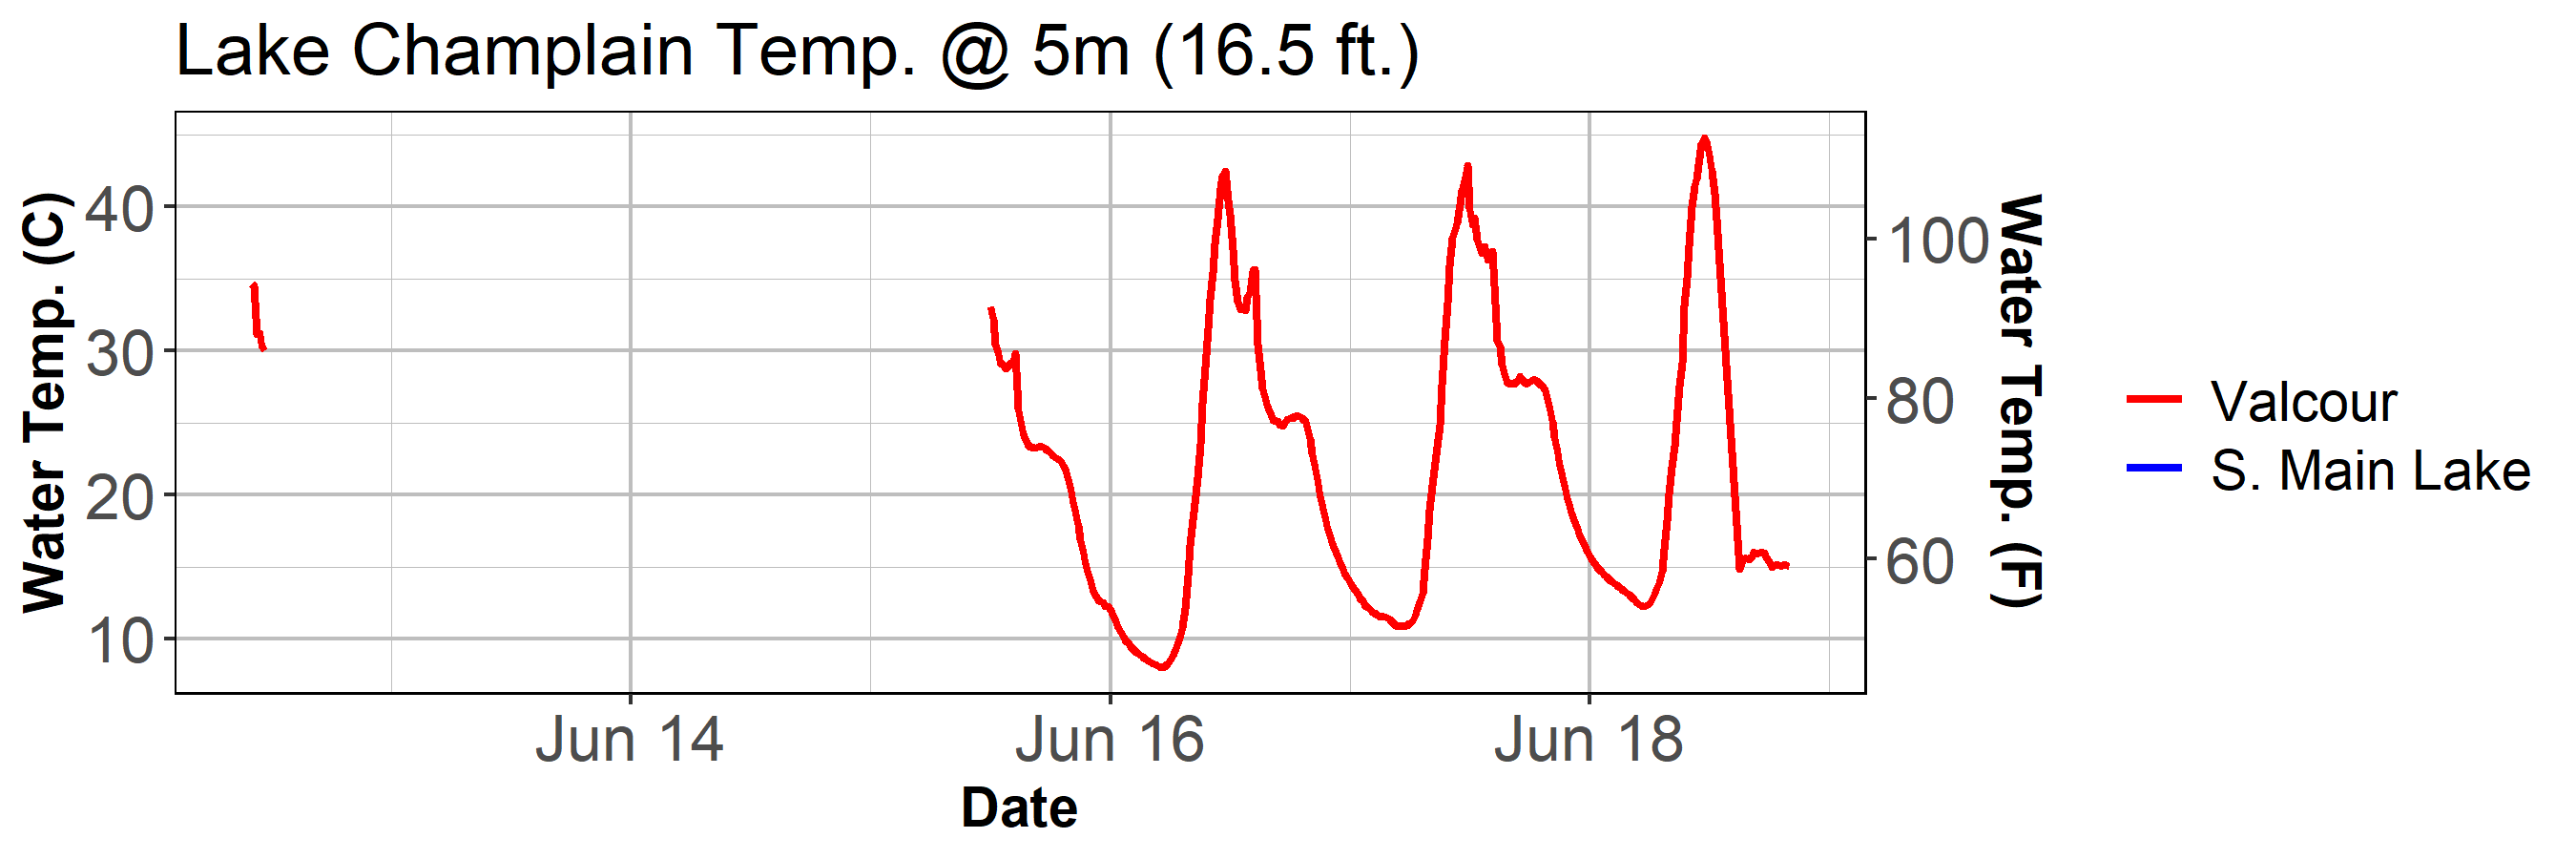 Lake Champlain Temp. @ 5m (16.5 ft.)
Water Temp. (C)
40
30
20
10
100
80
60
Water Temp. (F)
Jun 14
Jun 16
Jun 18
Date
Valcour
S. Main Lake